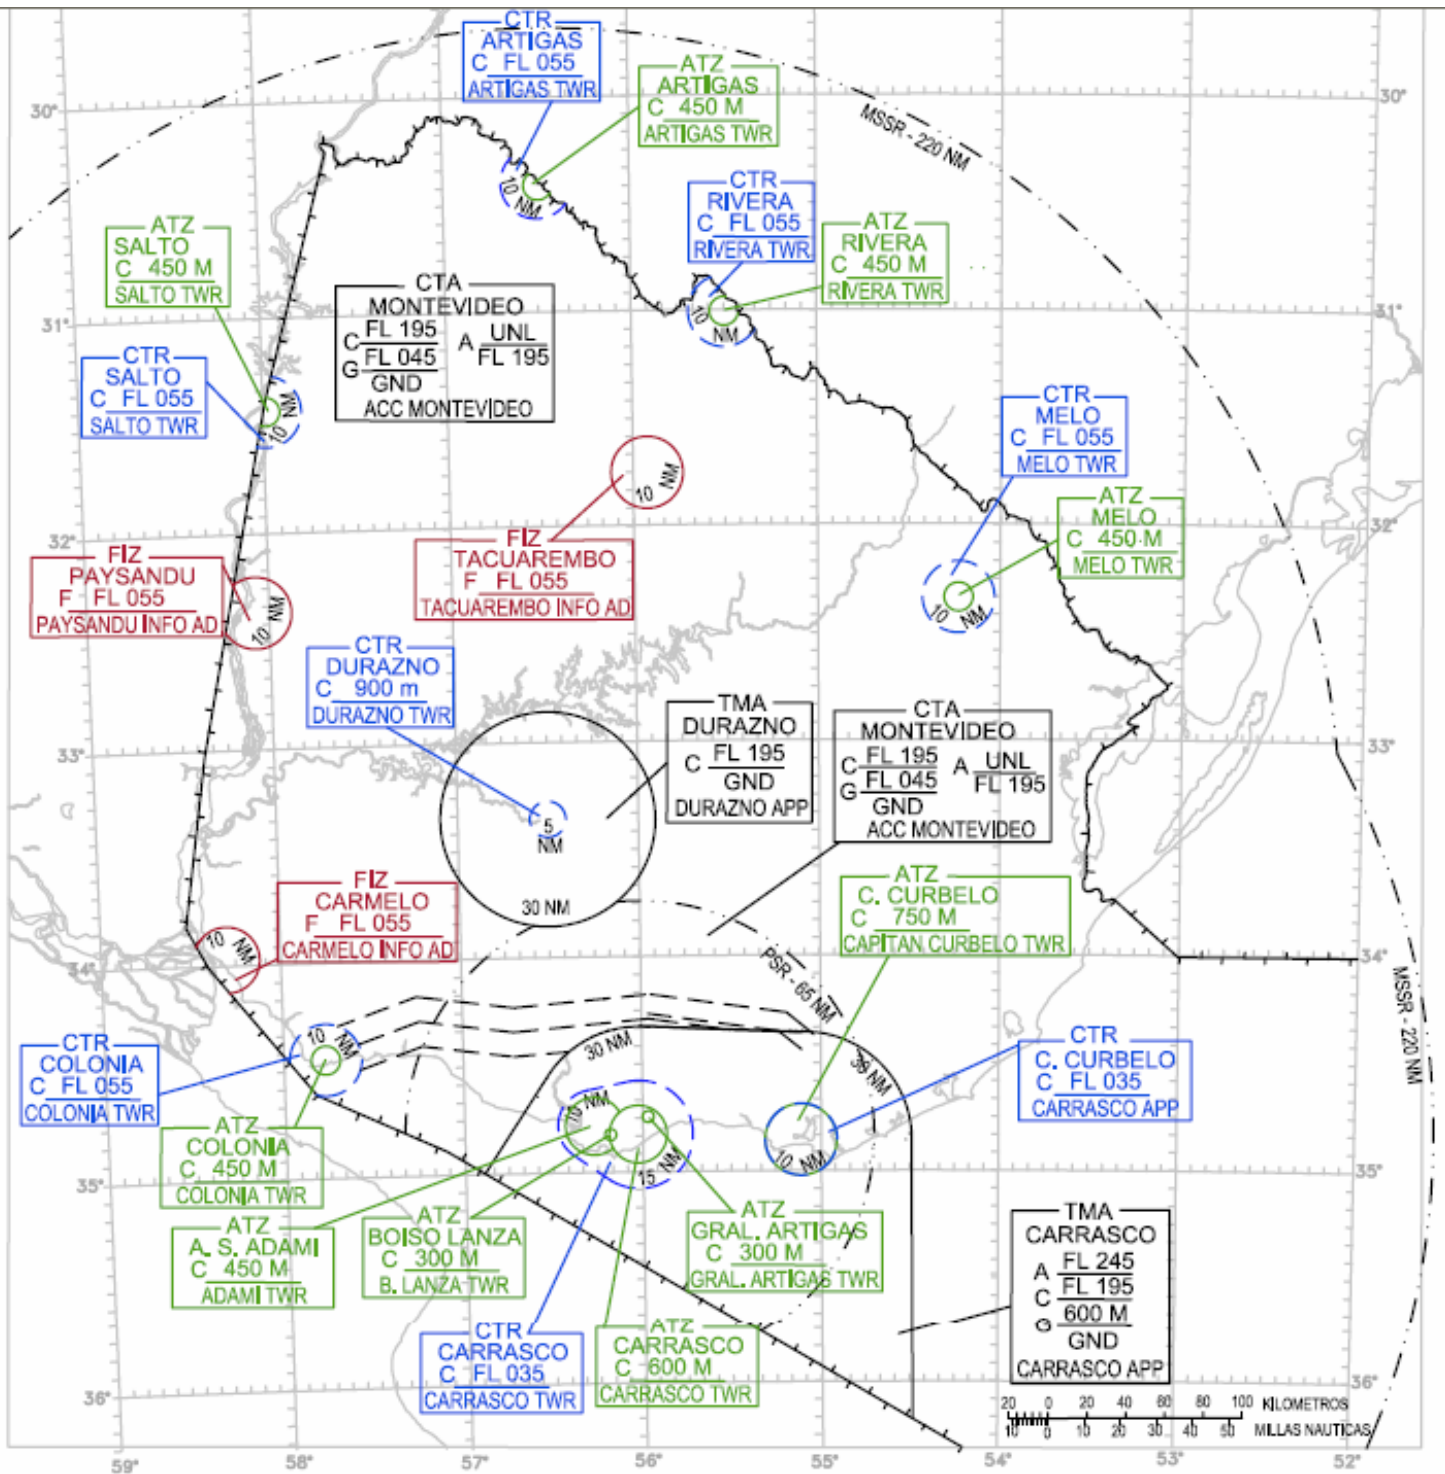 CTR
ARTIGAS
C FL 055
ARTIGAS TWR
ATZ
ARTIGAS
C 450 M
ARTIGAS TWR
30°
30°
MSSR - 220 NM
10 NM
CTR
RIVERA
C FL 055
RIVERA TWR
ATZ
SALTO
C 450 M
SALTO TWR
ATZ
RIVERA
C 450 M
RIVERA TWR
CTA
MONTEVIDEO
C FL 195 A UNL
G FL 045 FL 195
GND
ACC MONTEVIDEO
10 NM
31°
31°
CTR
SALTO
C FL 055
SALTO TWR
10 NM
CTR
MELO
C FL 055
MELO TWR
10 NM
ATZ
MELO
C 450 M
MELO TWR
32°
32°
FIZ
PAYSANDU
F FL 055
PAYSANDU INFO AD
10 NM
FIZ
TACUAREMBO
F FL 055
TACUAREMBO INFO AD
10 NM
CTR
DURAZNO
C 900 m
DURAZNO TWR
TMA
DURAZNO
C FL 195
GND
DURAZNO APP
CTA
MONTEVIDEO
C FL 195 A UNL
G FL 045 FL 195
GND
ACC MONTEVIDEO
33°
33°
5
NM
30 NM
FIZ
CARMELO
F FL 055
CARMELO INFO AD
10 NM
ATZ
C. CURBELO
C 750 M
CAPITAN CURBELO TWR
34°
34°
PSR - 65 NM
MSSR - 220 NM
10 NM
30 NM
30 NM
CTR
COLONIA
C FL 055
COLONIA TWR
CTR
C. CURBELO
C FL 035
CARRASCO APP
10 NM
10 NM
15 NM
ATZ
COLONIA
C 450 M
COLONIA TWR
35°
35°
ATZ
A. S. ADAMI
C 450 M
ADAMI TWR
ATZ
BOISO LANZA
C 300 M
B. LANZA TWR
ATZ
GRAL. ARTIGAS
C 300 M
GRAL. ARTIGAS TWR
TMA
CARRASCO
A FL 245
C FL 195
G 600 M
GND
CARRASCO APP
CTR
CARRASCO
C FL 035
CARRASCO TWR
ATZ
CARRASCO
C 600 M
CARRASCO TWR
36°
36°
20 0 20 40 60 80 100 KILOMETROS
10 0 10 20 30 40 50 MILLAS NAUTICAS
59° 58° 57° 56° 55° 54° 53° 52°